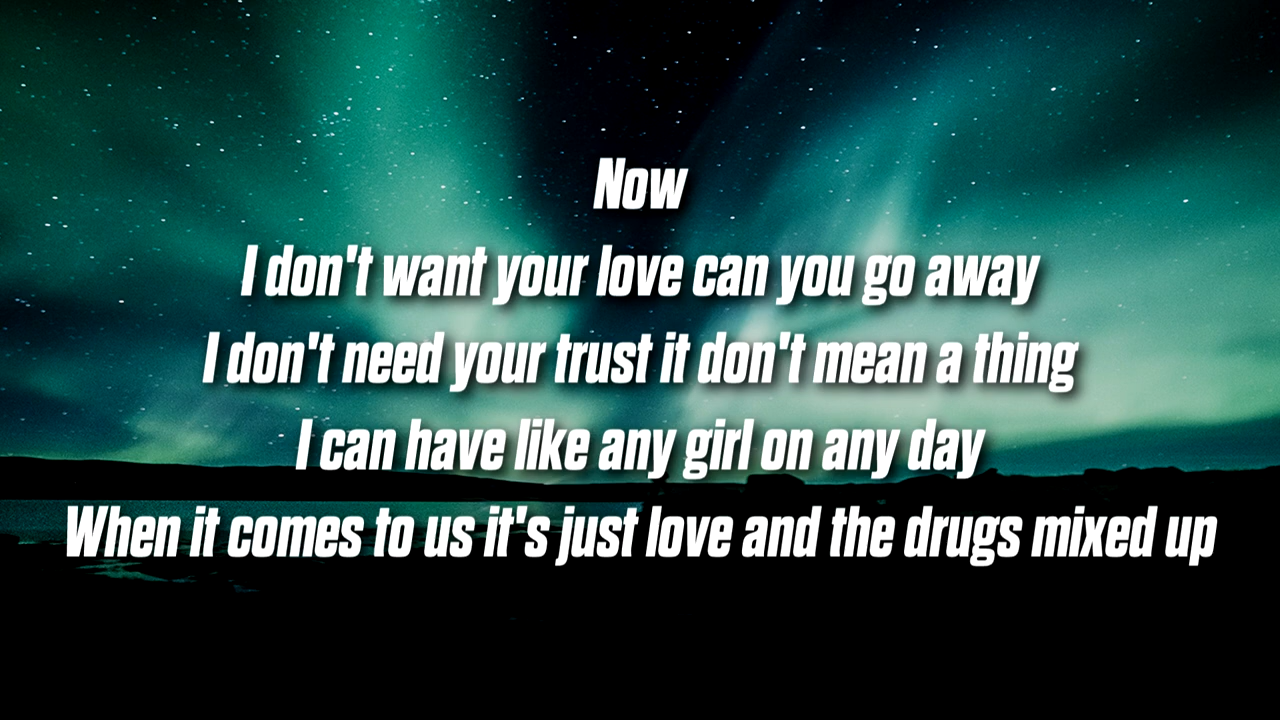 Now
I don't want your love can you go away
I don't need your trust it don't mean a thing
I can have like any girl on any day
When it comes to us it's just love and the drugs mixed up